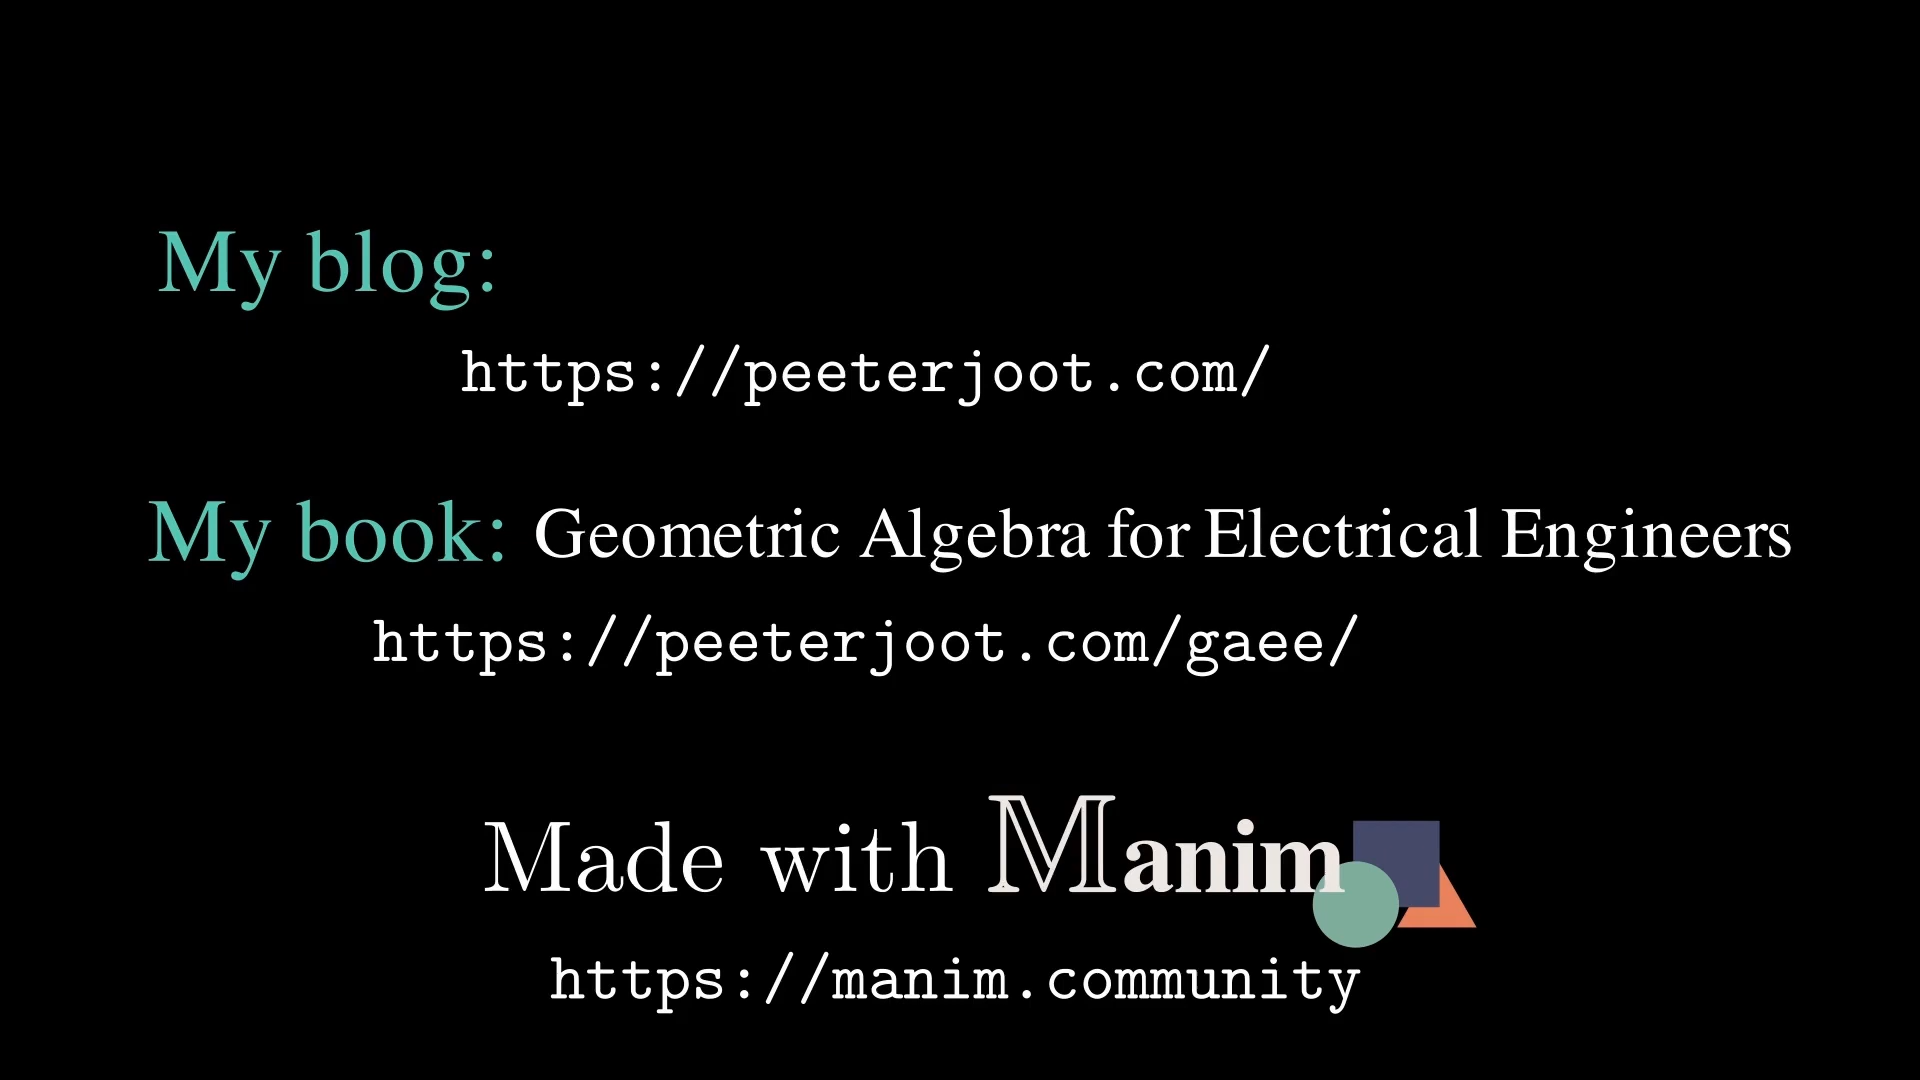 My blog:
https://peeterjoot.com/
My book: Geometric Algebra for Electrical Engineers
https://peeterjoot.com/gaee/
Made with 𝕄anim
https://manim.community